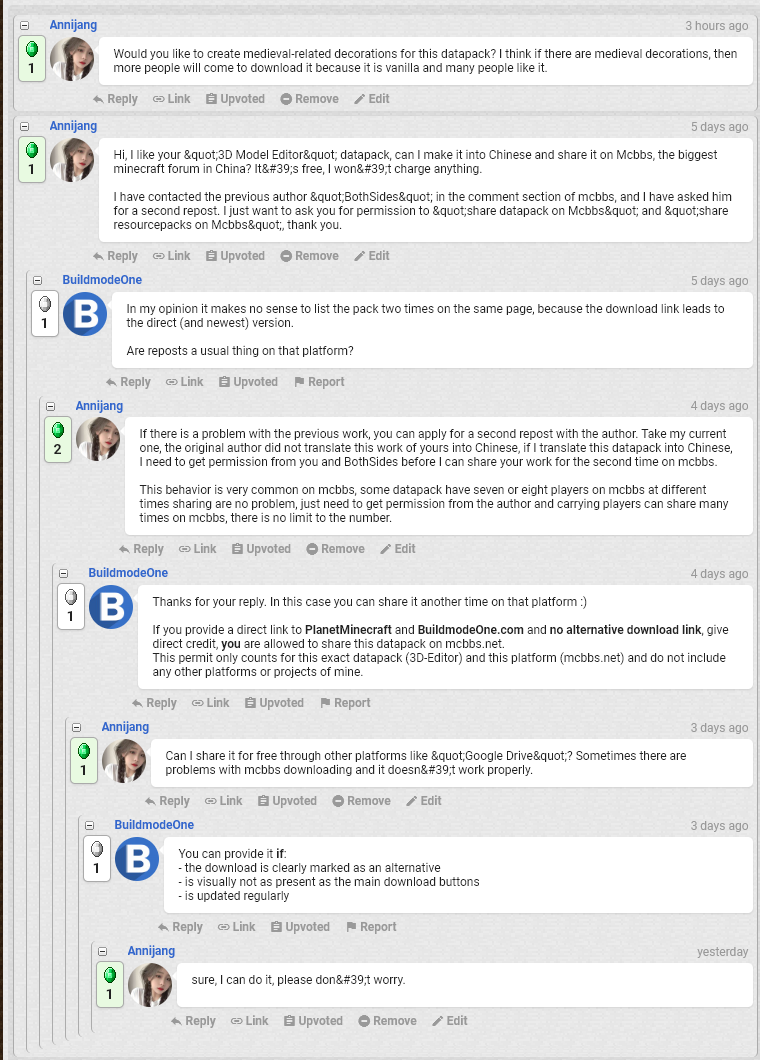 Annijang
3 hours ago
1
Would you like to create medieval-related decorations for this datapack? I think if there are medieval decorations, then
more people will come to download it because it is vanilla and many people like it.
Reply Link Upvoted Remove Edit
Annijang
5 days ago
1
Hi, I like your &quot;3D Model Editor&quot; datapack, can I make it into Chinese and share it on Mcbbs, the biggest
minecraft forum in China? It&#39;s free, I won&#39;t charge anything.
I have contacted the previous author &quot;BothSides&quot; in the comment section of mcbbs, and I have asked him
for a second repost. I just want to ask you for permission to &quot;share datapack on Mcbbs&quot; and &quot;share
resourcepacks on Mcbbs&quot;, thank you.
Reply Link Upvoted Remove Edit
BuildmodeOne
5 days ago
1
B
In my opinion it makes no sense to list the pack two times on the same page, because the download link leads to
the direct (and newest) version.
Are reposts a usual thing on that platform?
Reply Link Upvoted Report
Annijang
4 days ago
2
If there is a problem with the previous work, you can apply for a second repost with the author. Take my current
one, the original author did not translate this work of yours into Chinese, if I translate this datapack into Chinese,
I need to get permission from you and BothSides before I can share your work for the second time on mcbbs.
This behavior is very common on mcbbs, some datapack have seven or eight players on mcbbs at different
times sharing are no problem, just need to get permission from the author and carrying players can share many
times on mcbbs, there is no limit to the number.
Reply Link Upvoted Remove Edit
BuildmodeOne
4 days ago
1
B
Thanks for your reply. In this case you can share it another time on that platform :)
If you provide a direct link to PlanetMinecraft and BuildmodeOne.com and no alternative download link, give
direct credit, you are allowed to share this datapack on mcbbs.net.
This permit only counts for this exact datapack (3D-Editor) and this platform (mcbbs.net) and do not include
any other platforms or projects of mine.
Reply Link Upvoted Report
Annijang
3 days ago
1
Can I share it for free through other platforms like &quot;Google Drive&quot;? Sometimes there are
problems with mcbbs downloading and it doesn&#39;t work properly.
Reply Link Upvoted Remove Edit
BuildmodeOne
3 days ago
1
B
You can provide it if:
- the download is clearly marked as an alternative
- is visually not as present as the main download buttons
- is updated regularly
Reply Link Upvoted Report
Annijang
yesterday
1
sure, I can do it, please don&#39;t worry.
Reply Link Upvoted Remove Edit